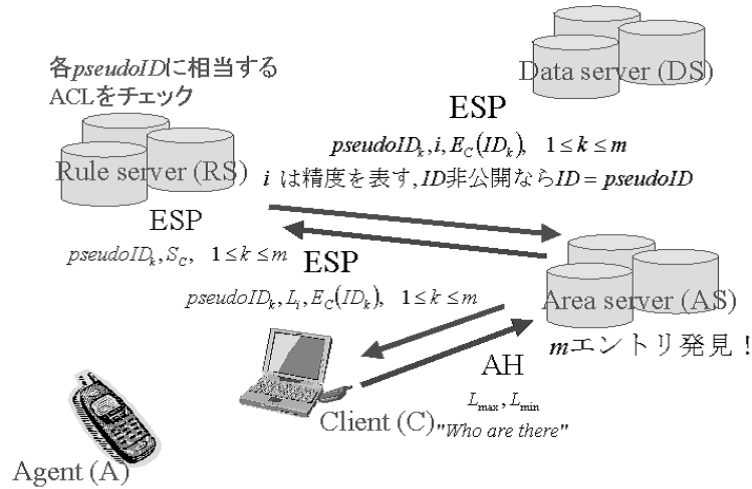 各pseudoIDに相当する
ACLをチェック
Data server (DS)
ESP
pseudoID_k, i, E_C(ID_k), 1≤k≤m
Rule server (RS)
i は精度を表す, ID非公開ならID = pseudoID
ESP
pseudoID_k, S_C, 1≤k≤m
ESP
pseudoID_k, L_i, E_C(ID_k), 1≤k≤m
Area server (AS)
mエントリ発見！
AH
L_max, L_min
Client (C)
"Who are there"
Agent (A)